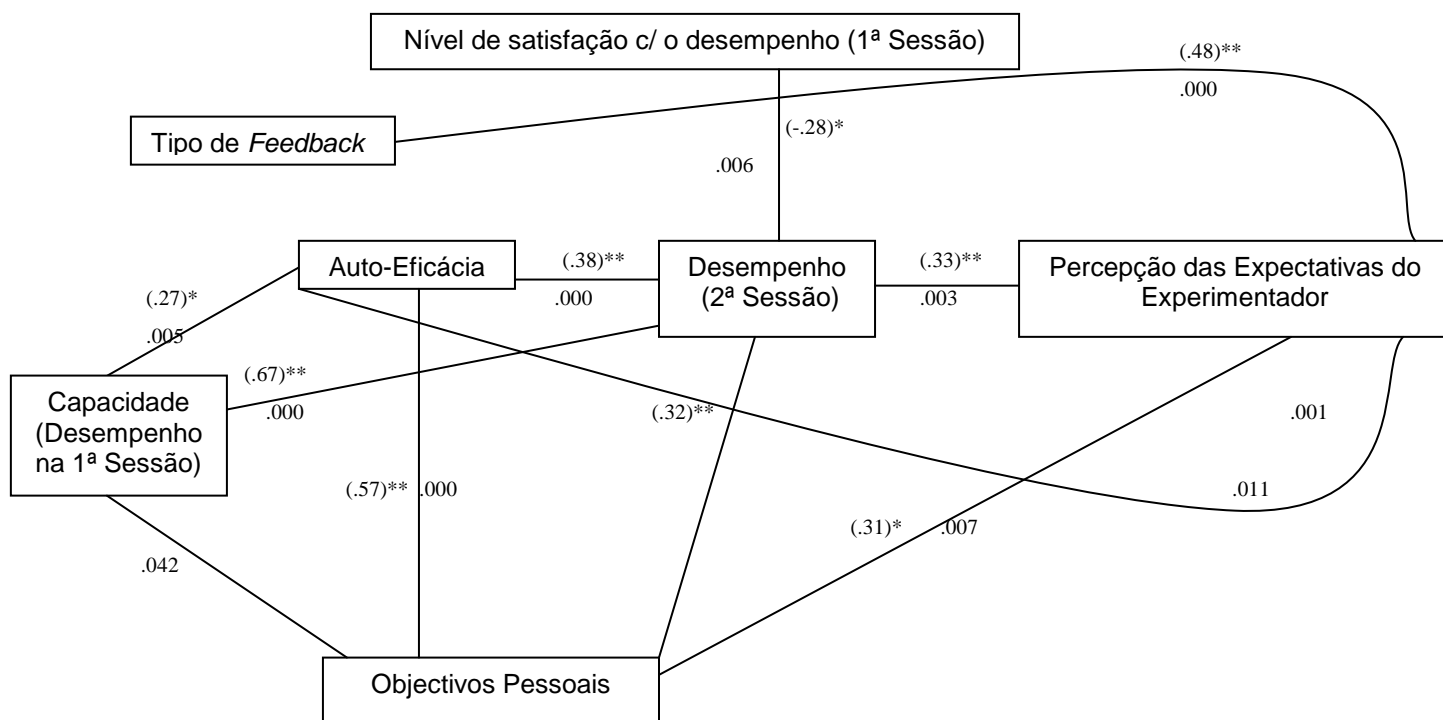 Nível de satisfação c/ o desempenho (1ª Sessão)
(.48)**
.000
Tipo de Feedback
(-.28)*
.006
Auto-Eficácia
(.38)**
.000
Desempenho
(2ª Sessão)
(.33)**
.003
Percepção das Expectativas do
Experimentador
(.27)*
.005
(.67)**
.000
Capacidade
(Desempenho
na 1ª Sessão)
(.32)**
.001
(.57)**
.000
.011
(.31)*
.007
.042
Objectivos Pessoais